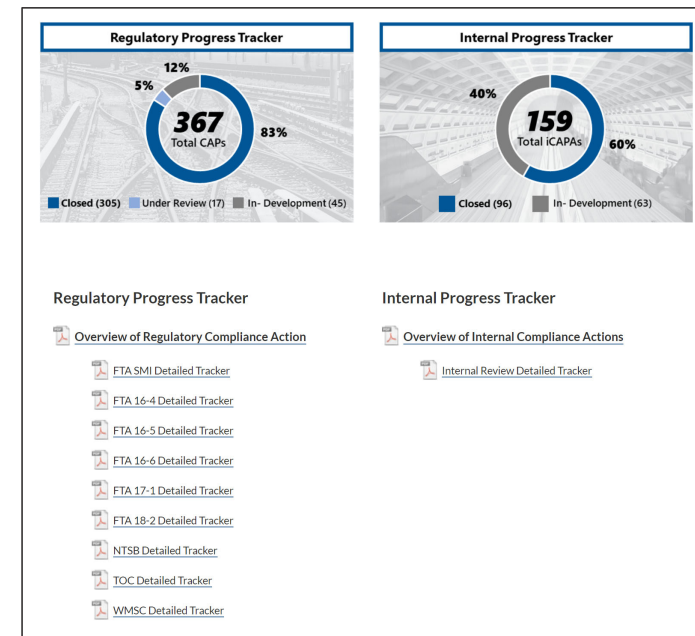 Regulatory Progress Tracker
12%
5%
367
Total CAPs
83%
Closed (305) Under Review (17) In- Development (45)
Internal Progress Tracker
40%
159
Total iCAPAs
60%
Closed (96) In- Development (63)
Regulatory Progress Tracker
Overview of Regulatory Compliance Action
FTA SMI Detailed Tracker
FTA 16-4 Detailed Tracker
FTA 16-5 Detailed Tracker
FTA 16-6 Detailed Tracker
FTA 17-1 Detailed Tracker
FTA 18-2 Detailed Tracker
NTSB Detailed Tracker
TOC Detailed Tracker
WMSC Detailed Tracker
Internal Progress Tracker
Overview of Internal Compliance Actions
Internal Review Detailed Tracker